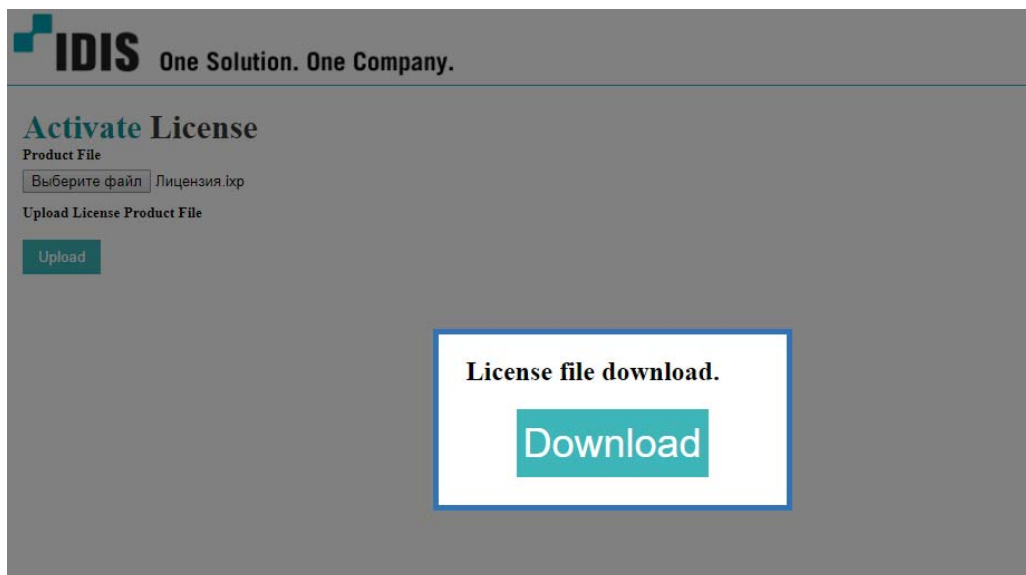 IDIS One Solution. One Company.
Activate License
Product File
Выберите файл Лицензия.ixp
Upload License Product File
Upload
License file download.
Download